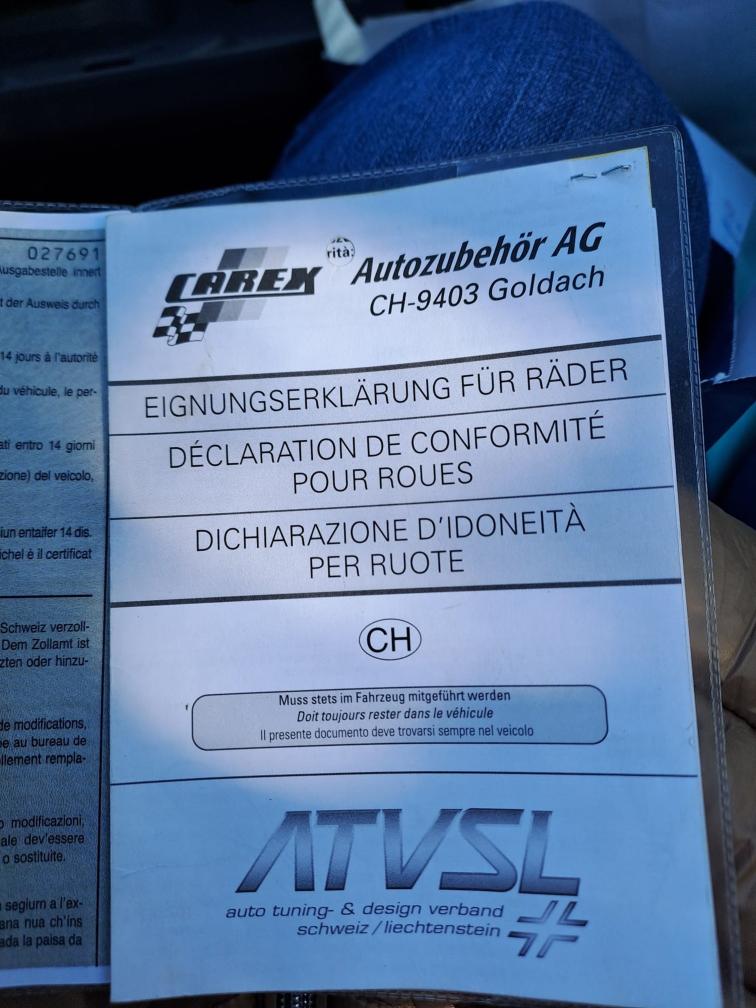 027691
Ausgabestelle innert
t der Ausweis durch
14 jours à l'autorité
du véhicule, le per-
ati entro 14 giorni
zione) del veicolo,
iun entaifer 14 dis.
ichel è il certificat
Schweiz verzoll-
Dem Zollamt ist
zten oder hinzu-
de modifications,
e au bureau de
llement rempla-
o modificazioni,
ale dev'essere
o sostituite.
segiurn a l'ex-
ana nua ch'ins
ada la paisa da
CAREX
rità:
Autozubehör AG
CH-9403 Goldach
EIGNUNGSERKLÄRUNG FÜR RÄDER
DÉCLARATION DE CONFORMITÉ
POUR ROUES
DICHIARAZIONE D'IDONEITÀ
PER RUOTE
CH
Muss stets im Fahrzeug mitgeführt werden
Doit toujours rester dans le véhicule
Il presente documento deve trovarsi sempre nel veicolo
ATVSL
auto tuning- & design verband
schweiz/liechtenstein